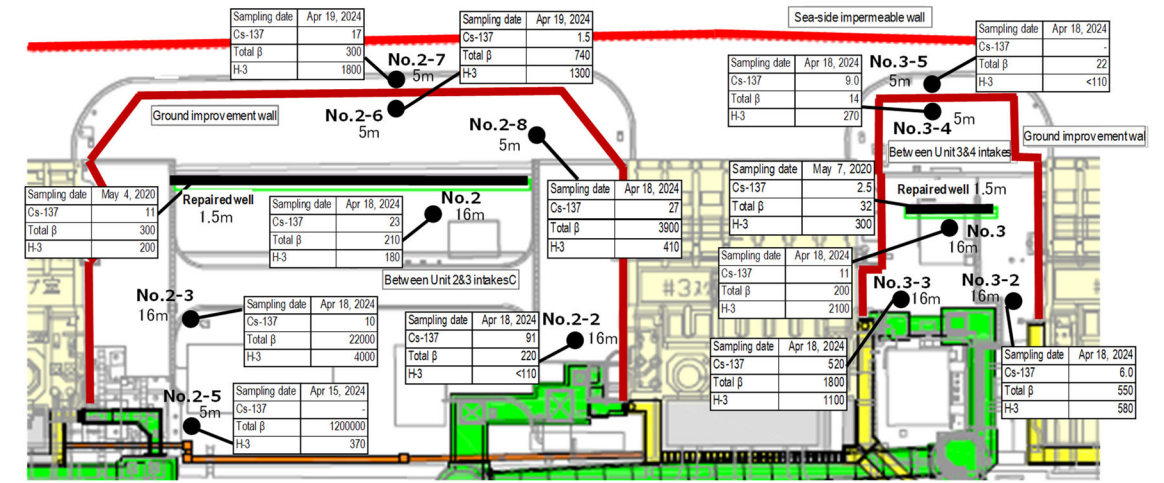 Sea-side impermeable wall
Sampling date Apr 19, 2024
Cs-137 17
Total β 300
H-3 1800
No.2-7
5m
Sampling date Apr 19, 2024
Cs-137 1.5
Total β 740
H-3 1300
No.2-6
5m
Sampling date Apr 18, 2024
Cs-137 -
Total β 22
H-3 <110
No.3-5
5m
Sampling date Apr 18, 2024
Cs-137 9.0
Total β 14
H-3 270
No.3-4
5m
Ground improvement wall
No.2-8
5m
Ground improvement wal
Between Unit 3&4 intakes
Sampling date May 4, 2020
Cs-137 11
Total β 300
H-3 200
Repaired well
1.5m
Sampling date Apr 18, 2024
Cs-137 23
Total β 210
H-3 180
No.2
16m
Sampling date Apr 18, 2024
Cs-137 27
Total β 3900
H-3 410
Sampling date May 7, 2020
Cs-137 2.5
Total β 32
H-3 300
Repaired well 1.5m
No.3
16m
Between Unit 2&3 intakesC
Sampling date Apr 18, 2024
Cs-137 11
Total β 200
H-3 2100
No.2-3
16m
Sampling date Apr 18, 2024
Cs-137 10
Total β 22000
H-3 4000
Sampling date Apr 18, 2024
Cs-137 91
Total β 220
H-3 <110
No.2-2
16m
#3ス
No.3-3
16m
No.3-2
16m
Sampling date Apr 18, 2024
Cs-137 520
Total β 1800
H-3 1100
Sampling date Apr 18, 2024
Cs-137 6.0
Total β 550
H-3 580
No.2-5
5m
Sampling date Apr 15, 2024
Cs-137 -
Total β 1200000
H-3 370
プ室